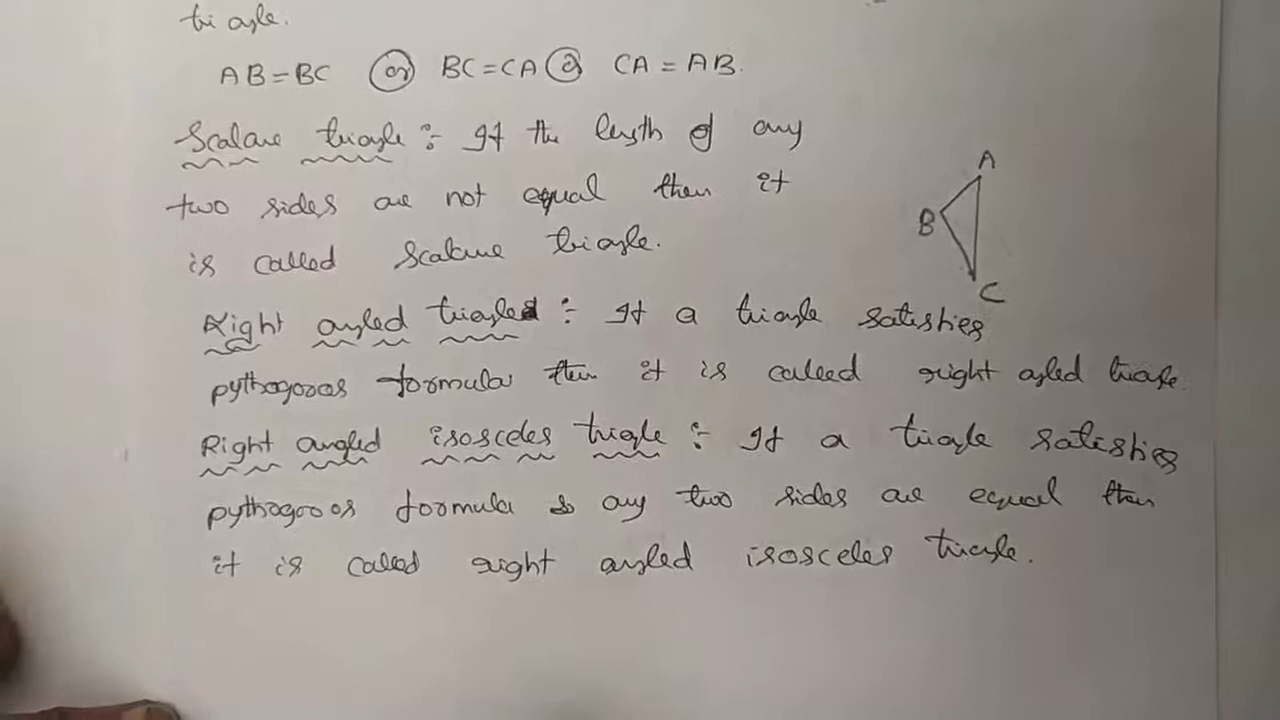 triangle.
AB=BC (or) BC=CA (or) CA=AB.
Scalane triangle :- If the length of any
two sides are not equal then it
is called Scalane triangle.
A
B
C
Right angled triangled :- If a triangle satisfies
pythagoras formula then it is called right angled triangle.
Right angled isosceles triangle :- If a triangle satisfies
pythagoras formula & any two sides are equal then
it is called right angled isosceles triangle.